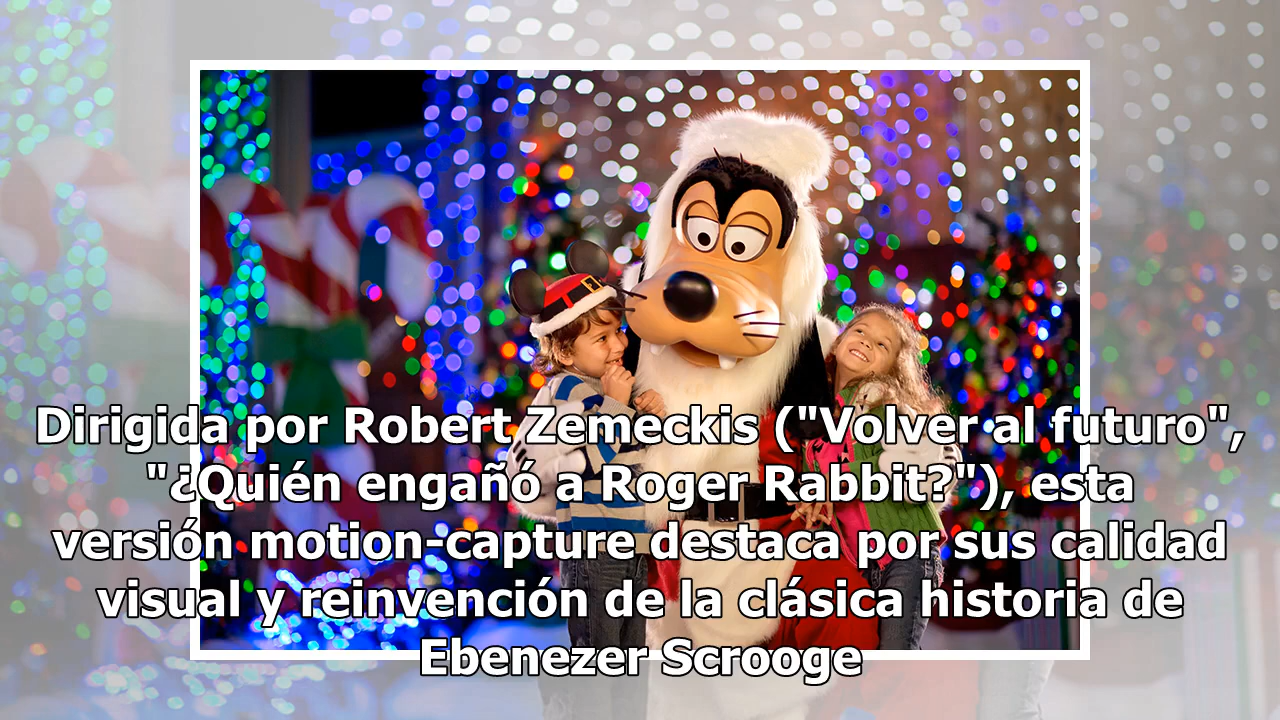 Dirigida por Robert Zemeckis ("Volver al futuro",
"¿Quién engañó a Roger Rabbit?"), esta
versión motion-capture destaca por sus calidad
visual y reinvención de la clásica historia de
Ebenezer Scrooge